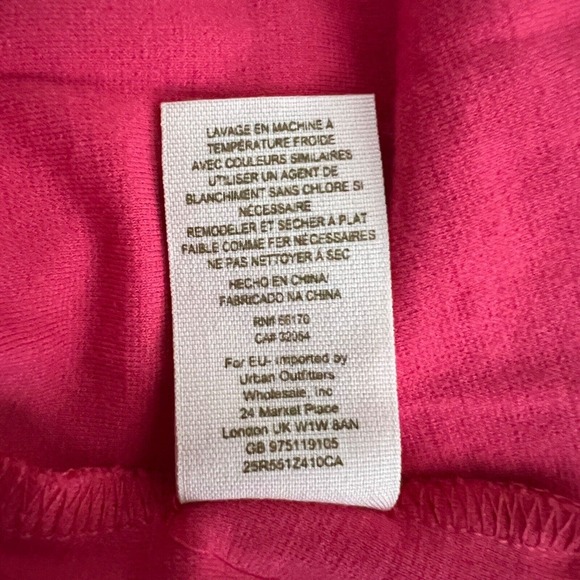 LAVAGE EN MACHINE À
TEMPÉRATURE FROIDE
AVEC COULEURS SIMILAIRES
UTILISER UN AGENT DE
BLANCHIMENT SANS CHLORE SI
NÉCESSAIRE
REMODELER ET SÉCHER À PLAT
FAIBLE COMME FER NÉCESSAIRES
NE PAS NETTOYER À SEC
HECHO EN CHINA/
FABRICADO NA CHINA
RN# 66170
CA# 32054
For EU- imported by
Urban Outfitters
Wholesale, Inc
24 Market Place
London UK W1W 8AN
GB 975119105
25R551Z410CA